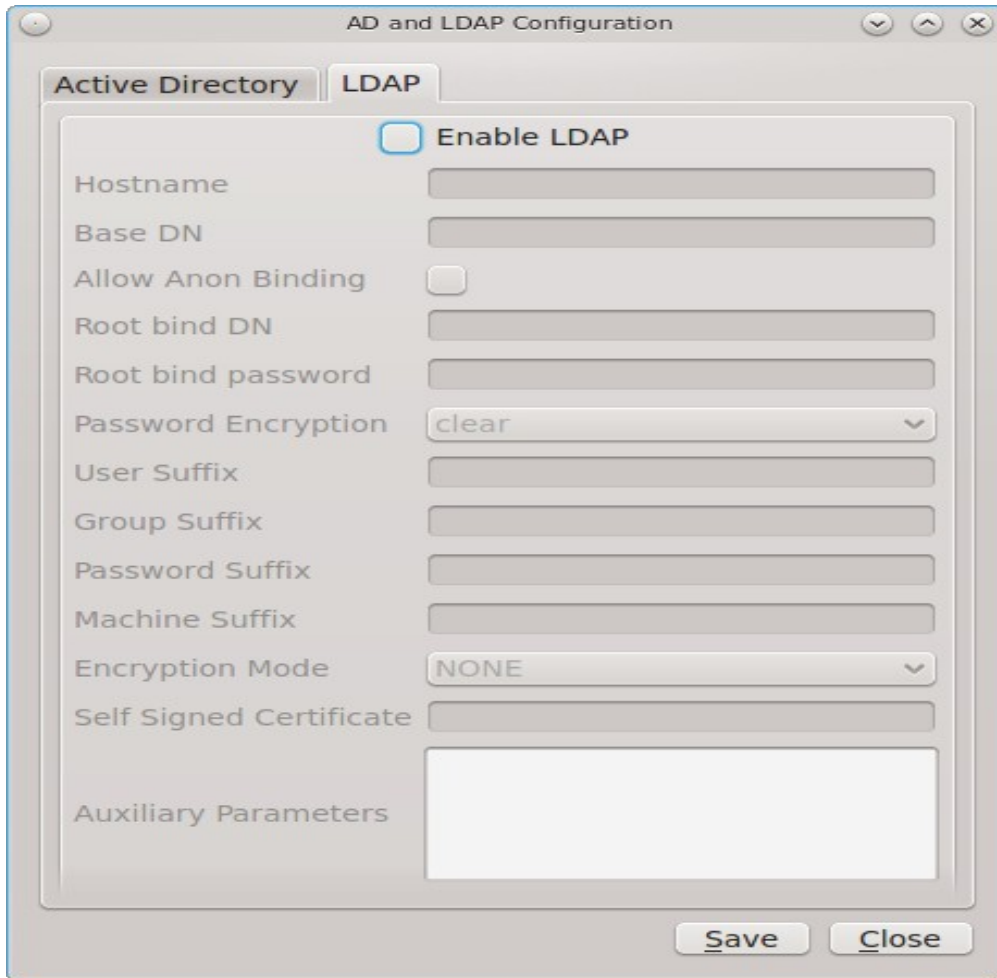 AD and LDAP Configuration
Active Directory LDAP
Enable LDAP
Hostname
Base DN
Allow Anon Binding
Root bind DN
Root bind password
Password Encryption clear
User Suffix
Group Suffix
Password Suffix
Machine Suffix
Encryption Mode NONE
Self Signed Certificate
Auxiliary Parameters
Save Close